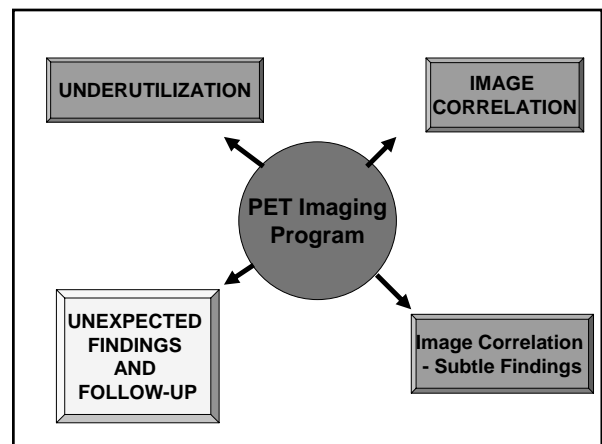 UNDERUTILIZATION
IMAGE
CORRELATION
PET Imaging
Program
UNEXPECTED
FINDINGS
AND
FOLLOW-UP
Image Correlation
- Subtle Findings